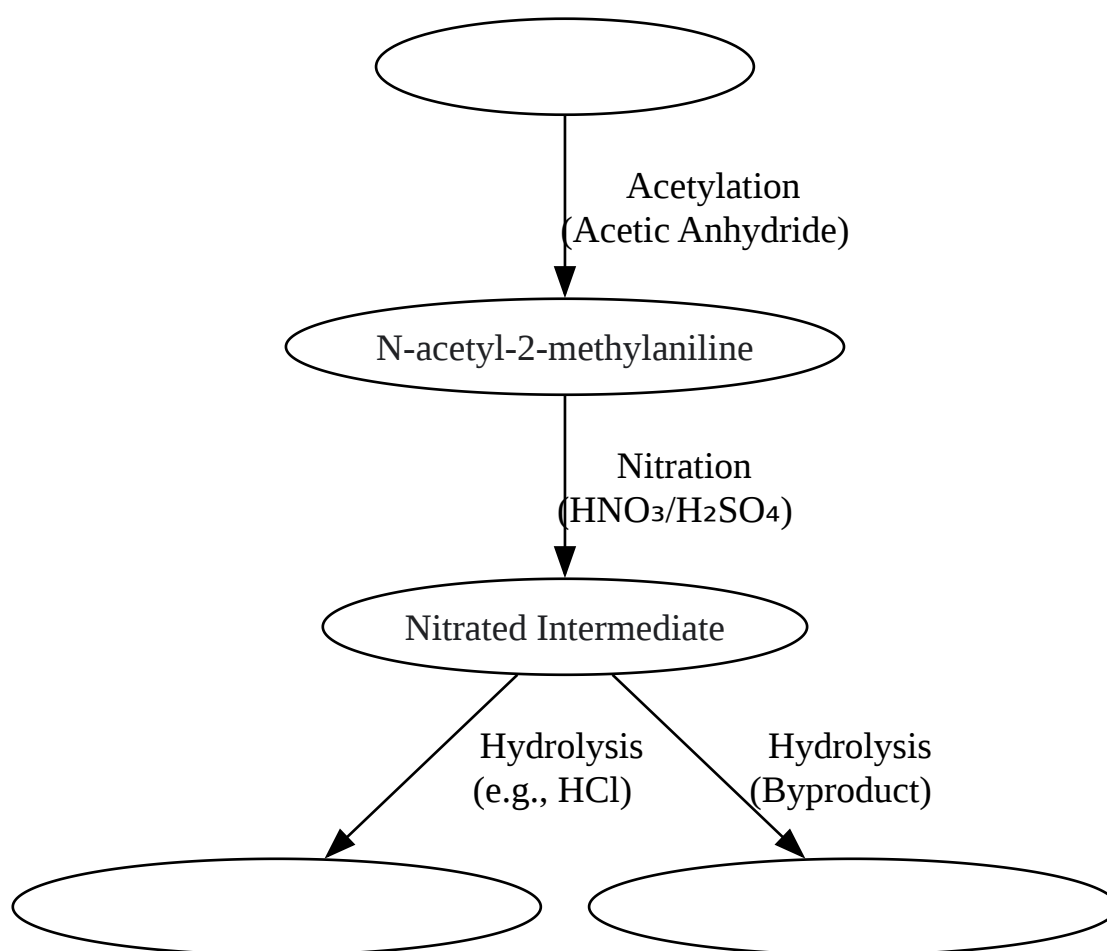 Acetylation
(Acetic Anhydride)
N-acetyl-2-methylaniline
Nitration
(HNO₃/H₂SO₄)
Nitrated Intermediate
Hydrolysis
(e.g., HCl)
Hydrolysis
(Byproduct)